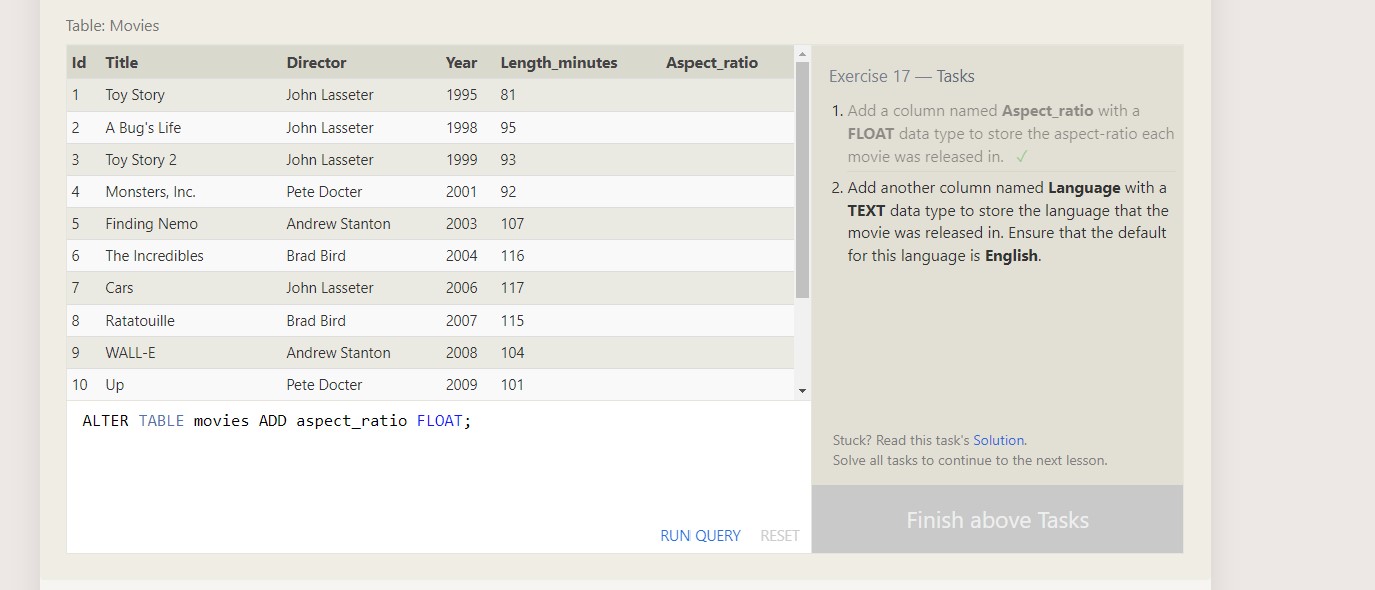 Table: Movies
Id Title Director Year Length_minutes Aspect_ratio
1 Toy Story John Lasseter 1995 81
2 A Bug's Life John Lasseter 1998 95
3 Toy Story 2 John Lasseter 1999 93
4 Monsters, Inc. Pete Docter 2001 92
5 Finding Nemo Andrew Stanton 2003 107
6 The Incredibles Brad Bird 2004 116
7 Cars John Lasseter 2006 117
8 Ratatouille Brad Bird 2007 115
9 WALL-E Andrew Stanton 2008 104
10 Up Pete Docter 2009 101
ALTER TABLE movies ADD aspect_ratio FLOAT;
RUN QUERY RESET
Exercise 17 — Tasks
1. Add a column named Aspect_ratio with a
FLOAT data type to store the aspect-ratio each
movie was released in. ✓
2. Add another column named Language with a
TEXT data type to store the language that the
movie was released in. Ensure that the default
for this language is English.
Stuck? Read this task's Solution.
Solve all tasks to continue to the next lesson.
Finish above Tasks